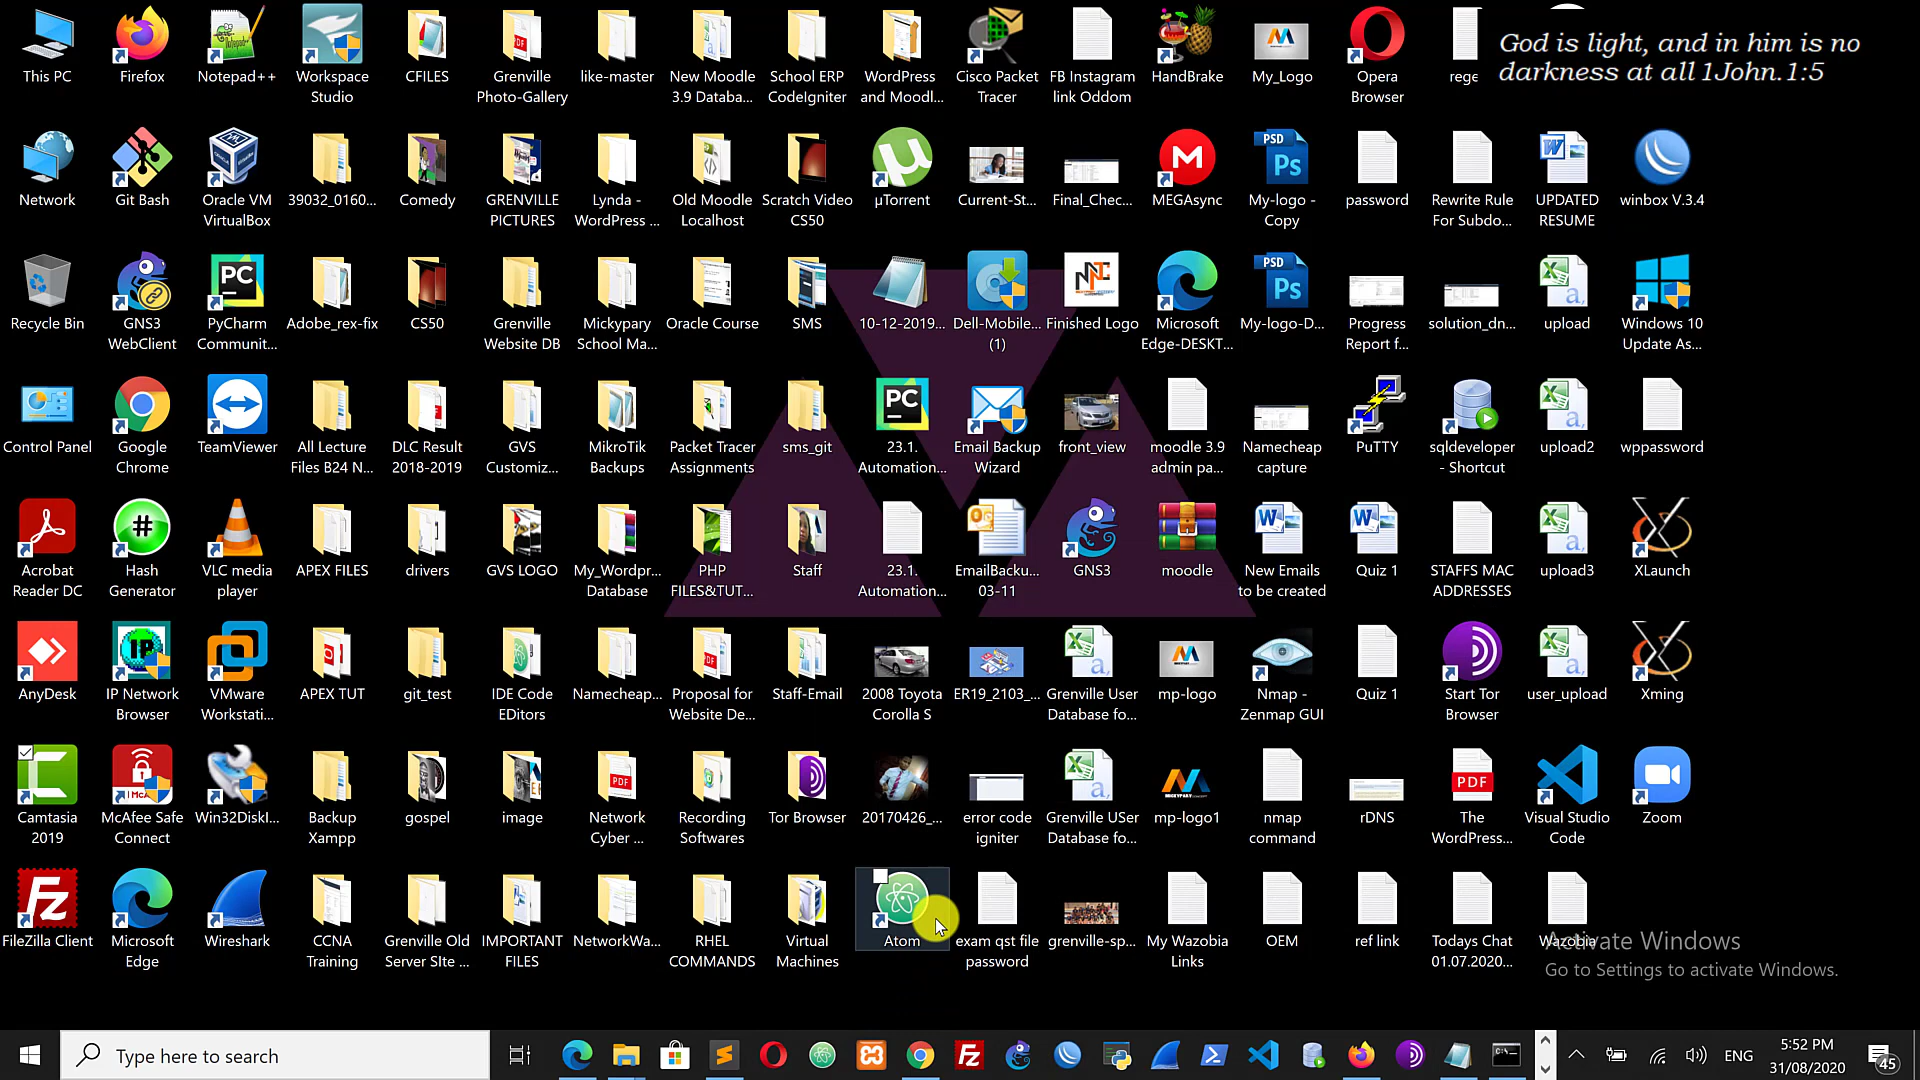 God is light, and in him is no
darkness at all 1John.1:5
This PC
Firefox
Notepad++
Workspace
Studio
CFILES
Grenville
Photo-Gallery
like-master
New Moodle
3.9 Databa...
School ERP
CodeIgniter
WordPress
and Moodl...
Cisco Packet
Tracer
FB Instagram
link Oddom
HandBrake
My_Logo
Opera
Browser
rege
Network
Git Bash
Oracle VM
VirtualBox
39032_0160...
Comedy
GRENVILLE
PICTURES
Lynda -
WordPress ...
Old Moodle
Localhost
Scratch Video
CS50
µTorrent
Current-St...
Final_Chec...
MEGAsync
My-logo -
Copy
password
Rewrite Rule
For Subdo...
UPDATED
RESUME
winbox V.3.4
Recycle Bin
GNS3
WebClient
PyCharm
Communit...
Adobe_rex-fix
CS50
Grenville
Website DB
Mickypary
School Ma...
Oracle Course
SMS
10-12-2019...
Dell-Mobile...
(1)
Finished Logo
Microsoft
Edge-DESKT...
My-logo-D...
Progress
Report f...
solution_dn...
upload
Windows 10
Update As...
Control Panel
Google
Chrome
TeamViewer
All Lecture
Files B24 N...
DLC Result
2018-2019
GVS
Customiz...
MikroTik
Backups
Packet Tracer
Assignments
sms_git
23.1.
Automation...
Email Backup
Wizard
front_view
moodle 3.9
admin pa...
Namecheap
capture
PuTTY
sqldeveloper
- Shortcut
upload2
wppassword
Acrobat
Reader DC
Hash
Generator
VLC media
player
APEX FILES
drivers
GVS LOGO
My_Wordpr...
Database
PHP
FILES&TUT...
Staff
23.1.
Automation...
EmailBacku...
03-11
GNS3
moodle
New Emails
to be created
Quiz 1
STAFFS MAC
ADDRESSES
upload3
XLaunch
AnyDesk
IP Network
Browser
VMware
Workstati...
APEX TUT
git_test
IDE Code
EDitors
Namecheap...
Proposal for
Website De...
Staff-Email
2008 Toyota
Corolla S
ER19_2103_...
Grenville User
Database fo...
mp-logo
Nmap -
Zenmap GUI
Quiz 1
Start Tor
Browser
user_upload
Xming
Camtasia
2019
McAfee Safe
Connect
Win32DiskI...
Backup
Xampp
gospel
image
Network
Cyber ...
Recording
Softwares
Tor Browser
20170426_...
error code
igniter
Grenville USer
Database fo...
mp-logo1
nmap
command
rDNS
The
WordPress...
Visual Studio
Code
Zoom
FileZilla Client
Microsoft
Edge
Wireshark
CCNA
Training
Grenville Old
Server SIte ...
IMPORTANT
FILES
NetworkWa...
RHEL
COMMANDS
Virtual
Machines
Atom
exam qst file
password
grenville-sp...
My Wazobia
Links
OEM
ref link
Todays Chat
01.07.2020...
Wazobia
Activate Windows
Go to Settings to activate Windows.
Type here to search
ENG
5:52 PM
31/08/2020
45